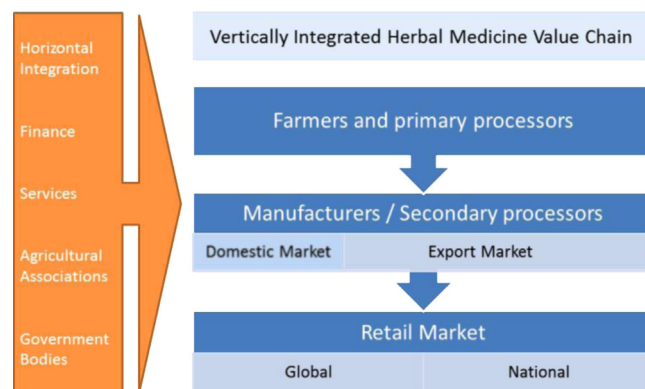 Horizontal
Integration
Finance
Services
Agricultural
Associations
Government
Bodies
Vertically Integrated Herbal Medicine Value Chain
Farmers and primary processors
Manufacturers / Secondary processors
Domestic Market
Export Market
Retail Market
Global
National